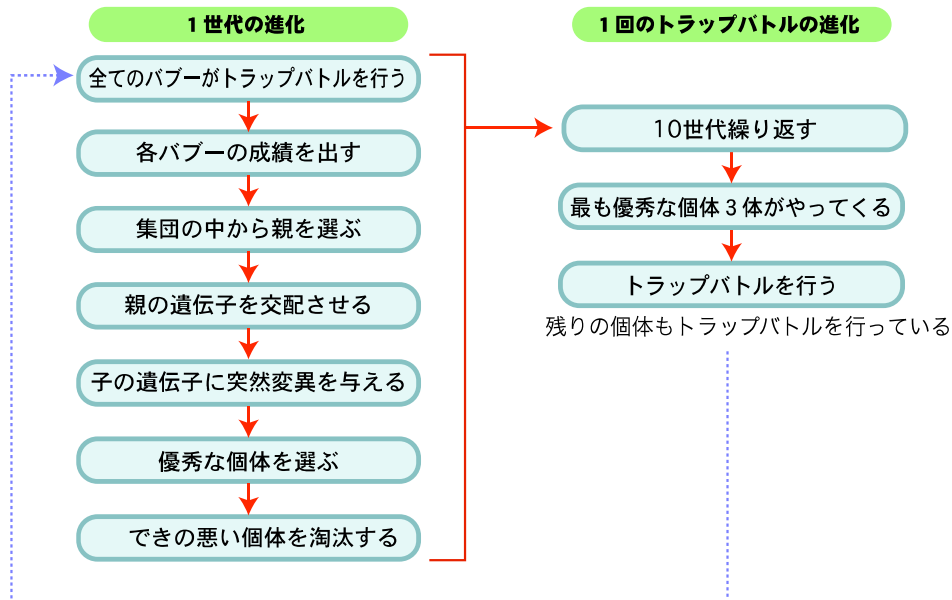 1世代の進化
全てのバブーがトラップバトルを行う
各バブーの成績を出す
集団の中から親を選ぶ
親の遺伝子を交配させる
子の遺伝子に突然変異を与える
優秀な個体を選ぶ
できの悪い個体を淘汰する
1回のトラップバトルの進化
10世代繰り返す
最も優秀な個体3体がやってくる
トラップバトルを行う
残りの個体もトラップバトルを行っている